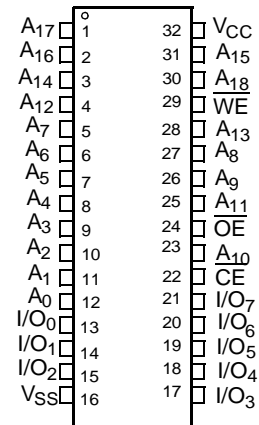 A17 1 32 VCC
A16 2 31 A15
A14 3 30 A18
A12 4 29 WE
A7 5 28 A13
A6 6 27 A8
A5 7 26 A9
A4 8 25 A11
A3 9 24 OE
A2 10 23 A10
A1 11 22 CE
A0 12 21 I/O7
I/O0 13 20 I/O6
I/O1 14 19 I/O5
I/O2 15 18 I/O4
VSS 16 17 I/O3